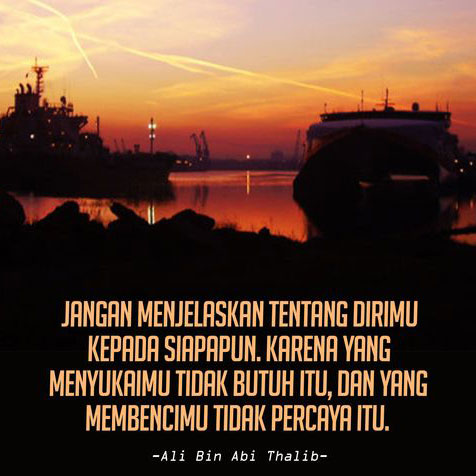 JANGAN MENJELASKAN TENTANG DIRIMU
KEPADA SIAPAPUN. KARENA YANG
MENYUKAIMU TIDAK BUTUH ITU, DAN YANG
MEMBENCIMU TIDAK PERCAYA ITU.
-Ali Bin Abi Thalib-